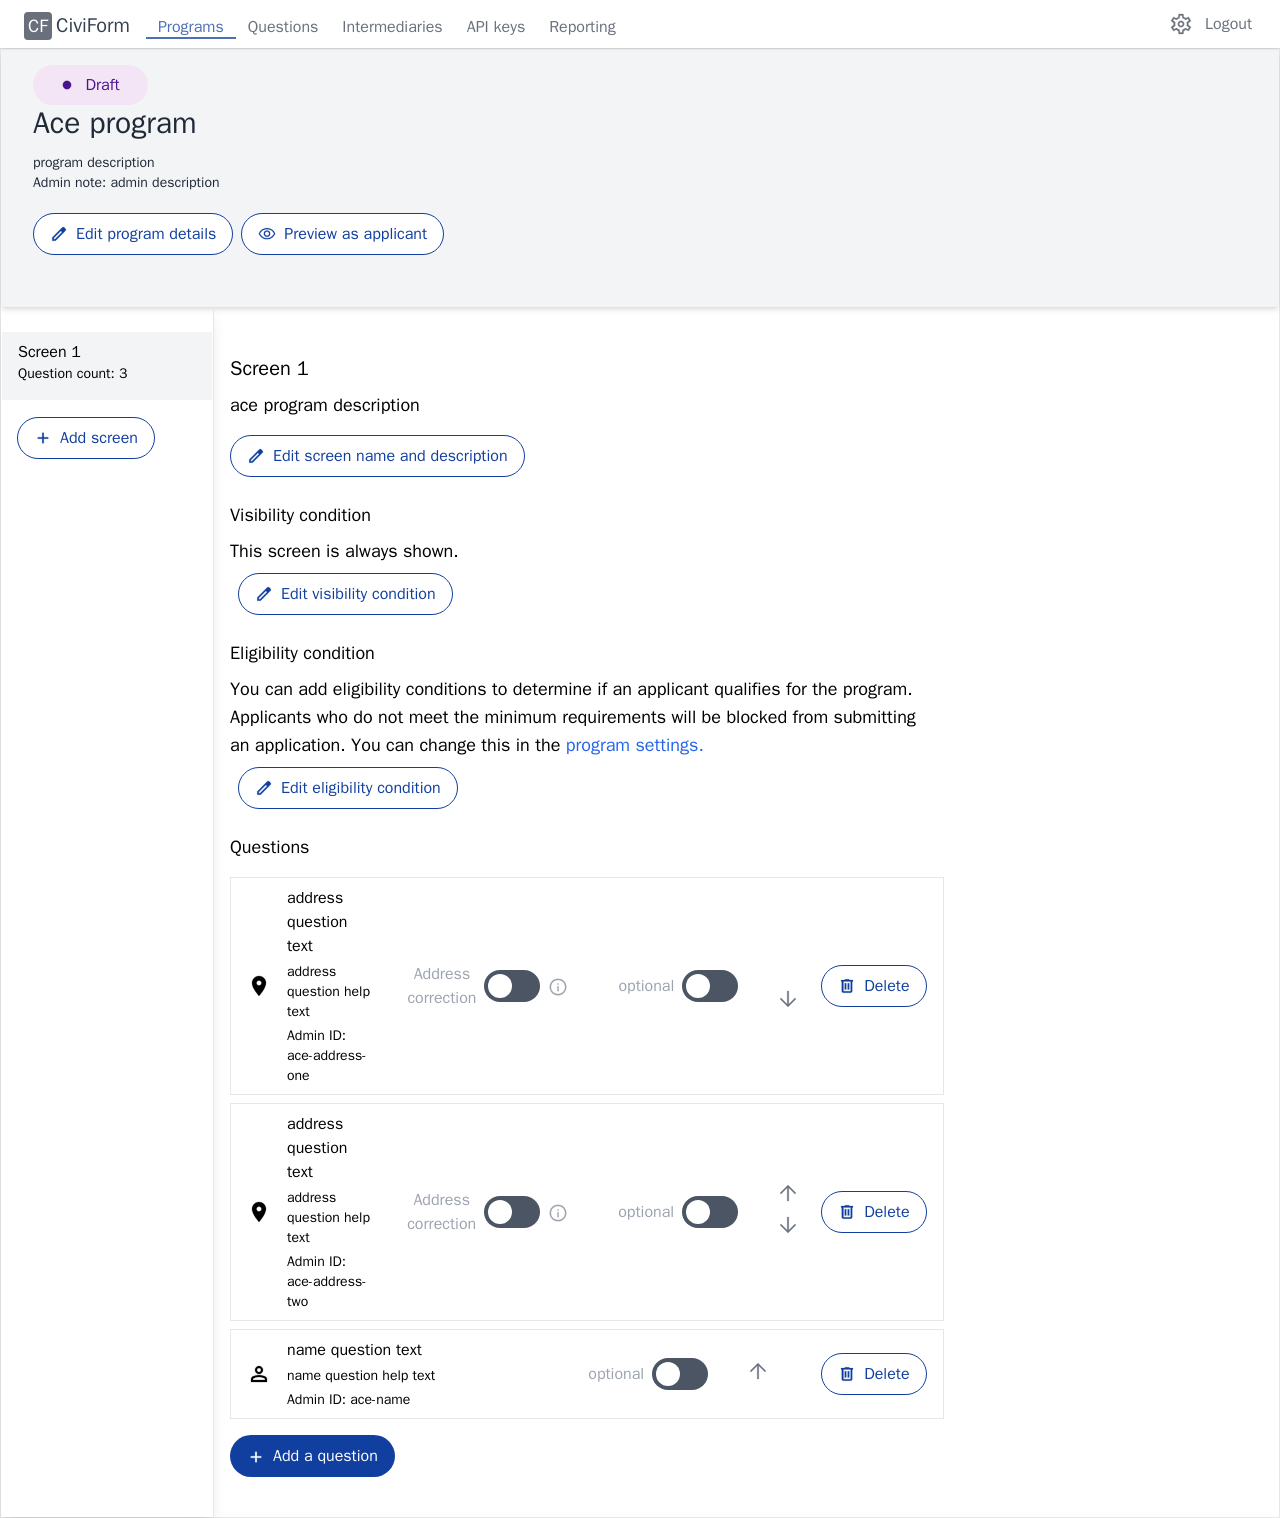 CF CiviForm Programs Questions Intermediaries API keys Reporting Logout
Draft
Ace program
program description
Admin note: admin description
Edit program details Preview as applicant
Screen 1
Question count: 3
Add screen
Screen 1
ace program description
Edit screen name and description
Visibility condition
This screen is always shown.
Edit visibility condition
Eligibility condition
You can add eligibility conditions to determine if an applicant qualifies for the program.
Applicants who do not meet the minimum requirements will be blocked from submitting
an application. You can change this in the program settings.
Edit eligibility condition
Questions
address
question
text
address
question help
text
Admin ID:
ace-address-
one
Address
correction
optional
Delete
address
question
text
address
question help
text
Admin ID:
ace-address-
two
Address
correction
optional
Delete
name question text
name question help text
Admin ID: ace-name
optional
Delete
Add a question